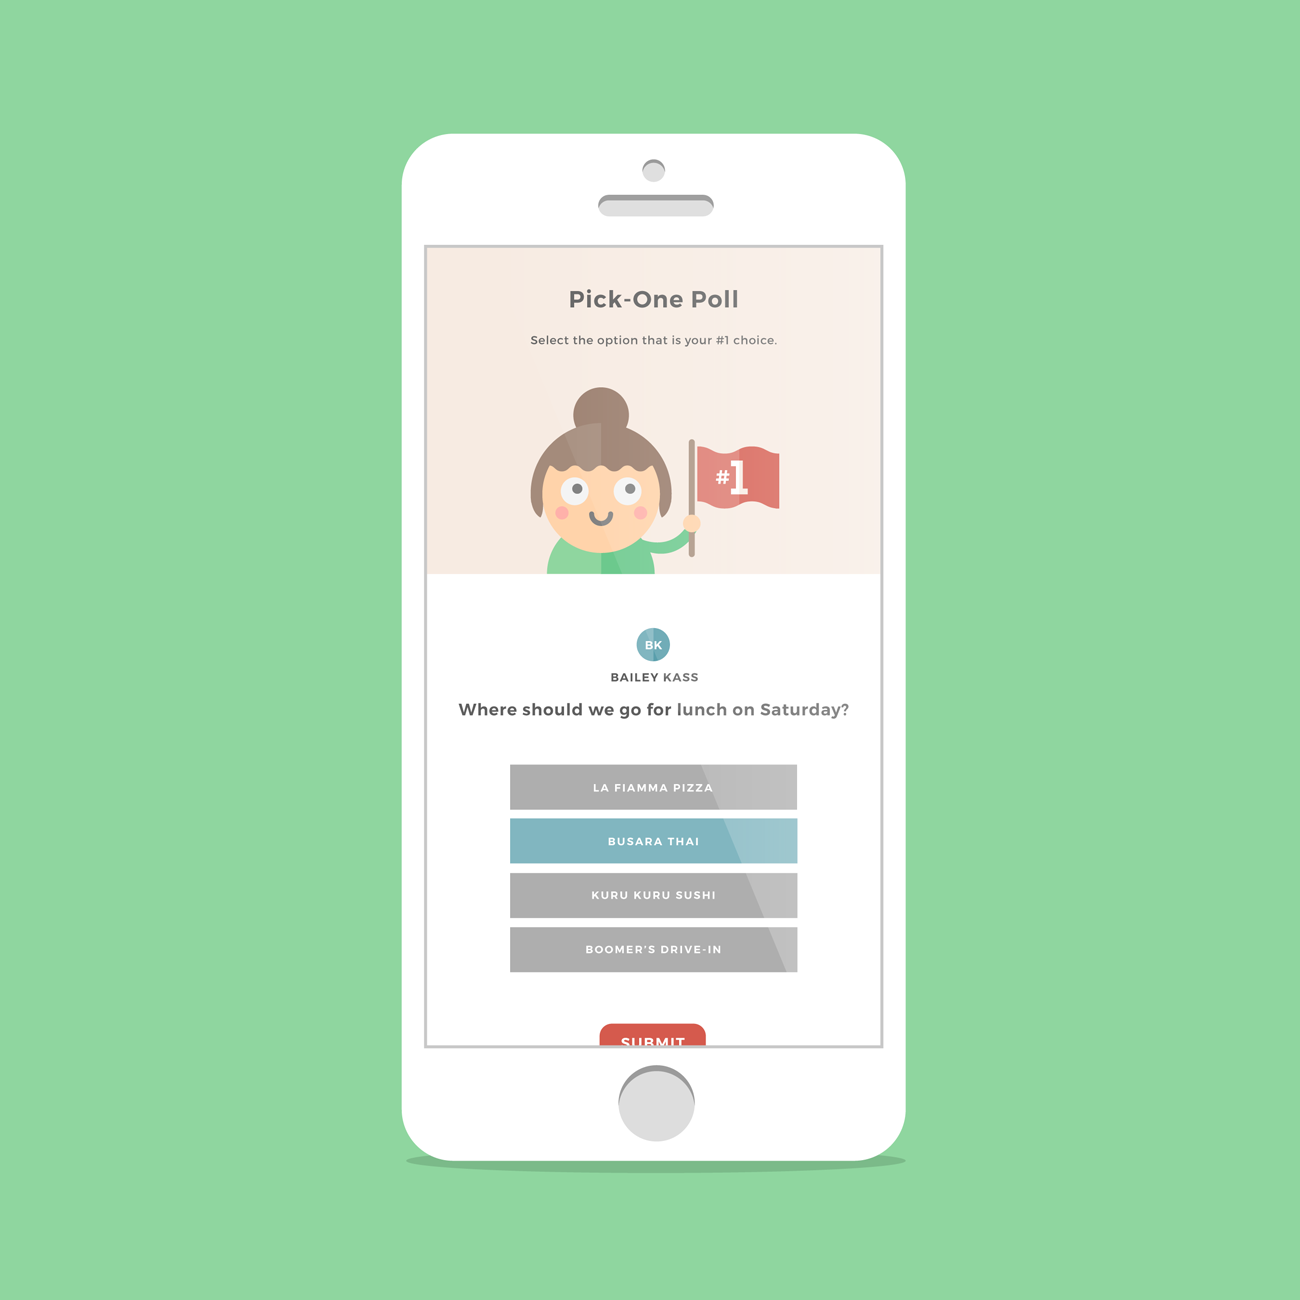 Pick-One Poll
Select the option that is your #1 choice.
#1
BK
BAILEY KASS
Where should we go for lunch on Saturday?
LA FIAMMA PIZZA
BUSARA THAI
KURU KURU SUSHI
BOOMER'S DRIVE-IN
SUBMIT